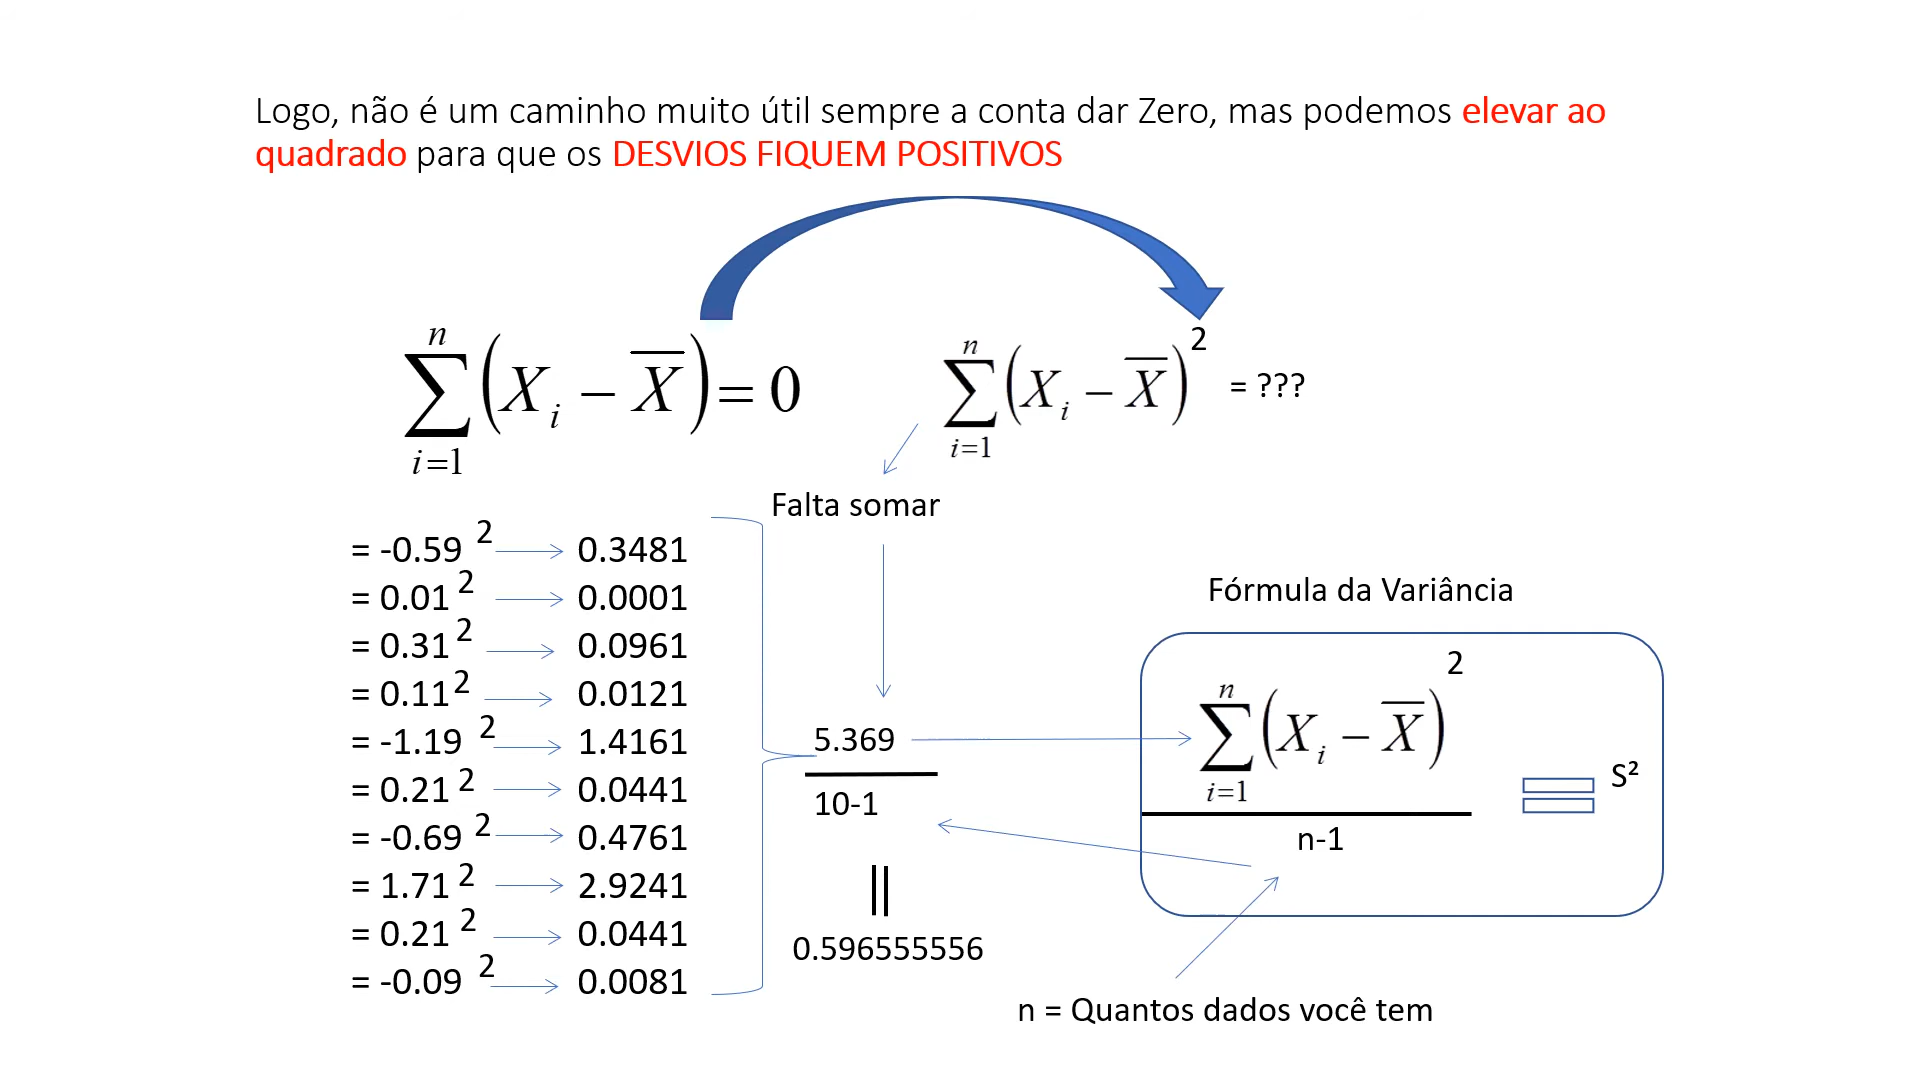 Logo, não é um caminho muito útil sempre a conta dar Zero, mas podemos elevar ao
quadrado para que os DESVIOS FIQUEM POSITIVOS
n
∑ (Xᵢ − X̅) = 0
i=1
n
∑ (Xᵢ − X̅)² = ???
i=1
Falta somar
= -0.59 ² 0.3481
= 0.01 ² 0.0001
= 0.31 ² 0.0961
= 0.11 ² 0.0121
= -1.19 ² 1.4161
= 0.21 ² 0.0441
= -0.69 ² 0.4761
= 1.71 ² 2.9241
= 0.21 ² 0.0441
= -0.09 ² 0.0081
5.369
10-1
0.596555556
Fórmula da Variância
n
∑ (Xᵢ − X̅)²
i=1
n-1
S²
n = Quantos dados você tem